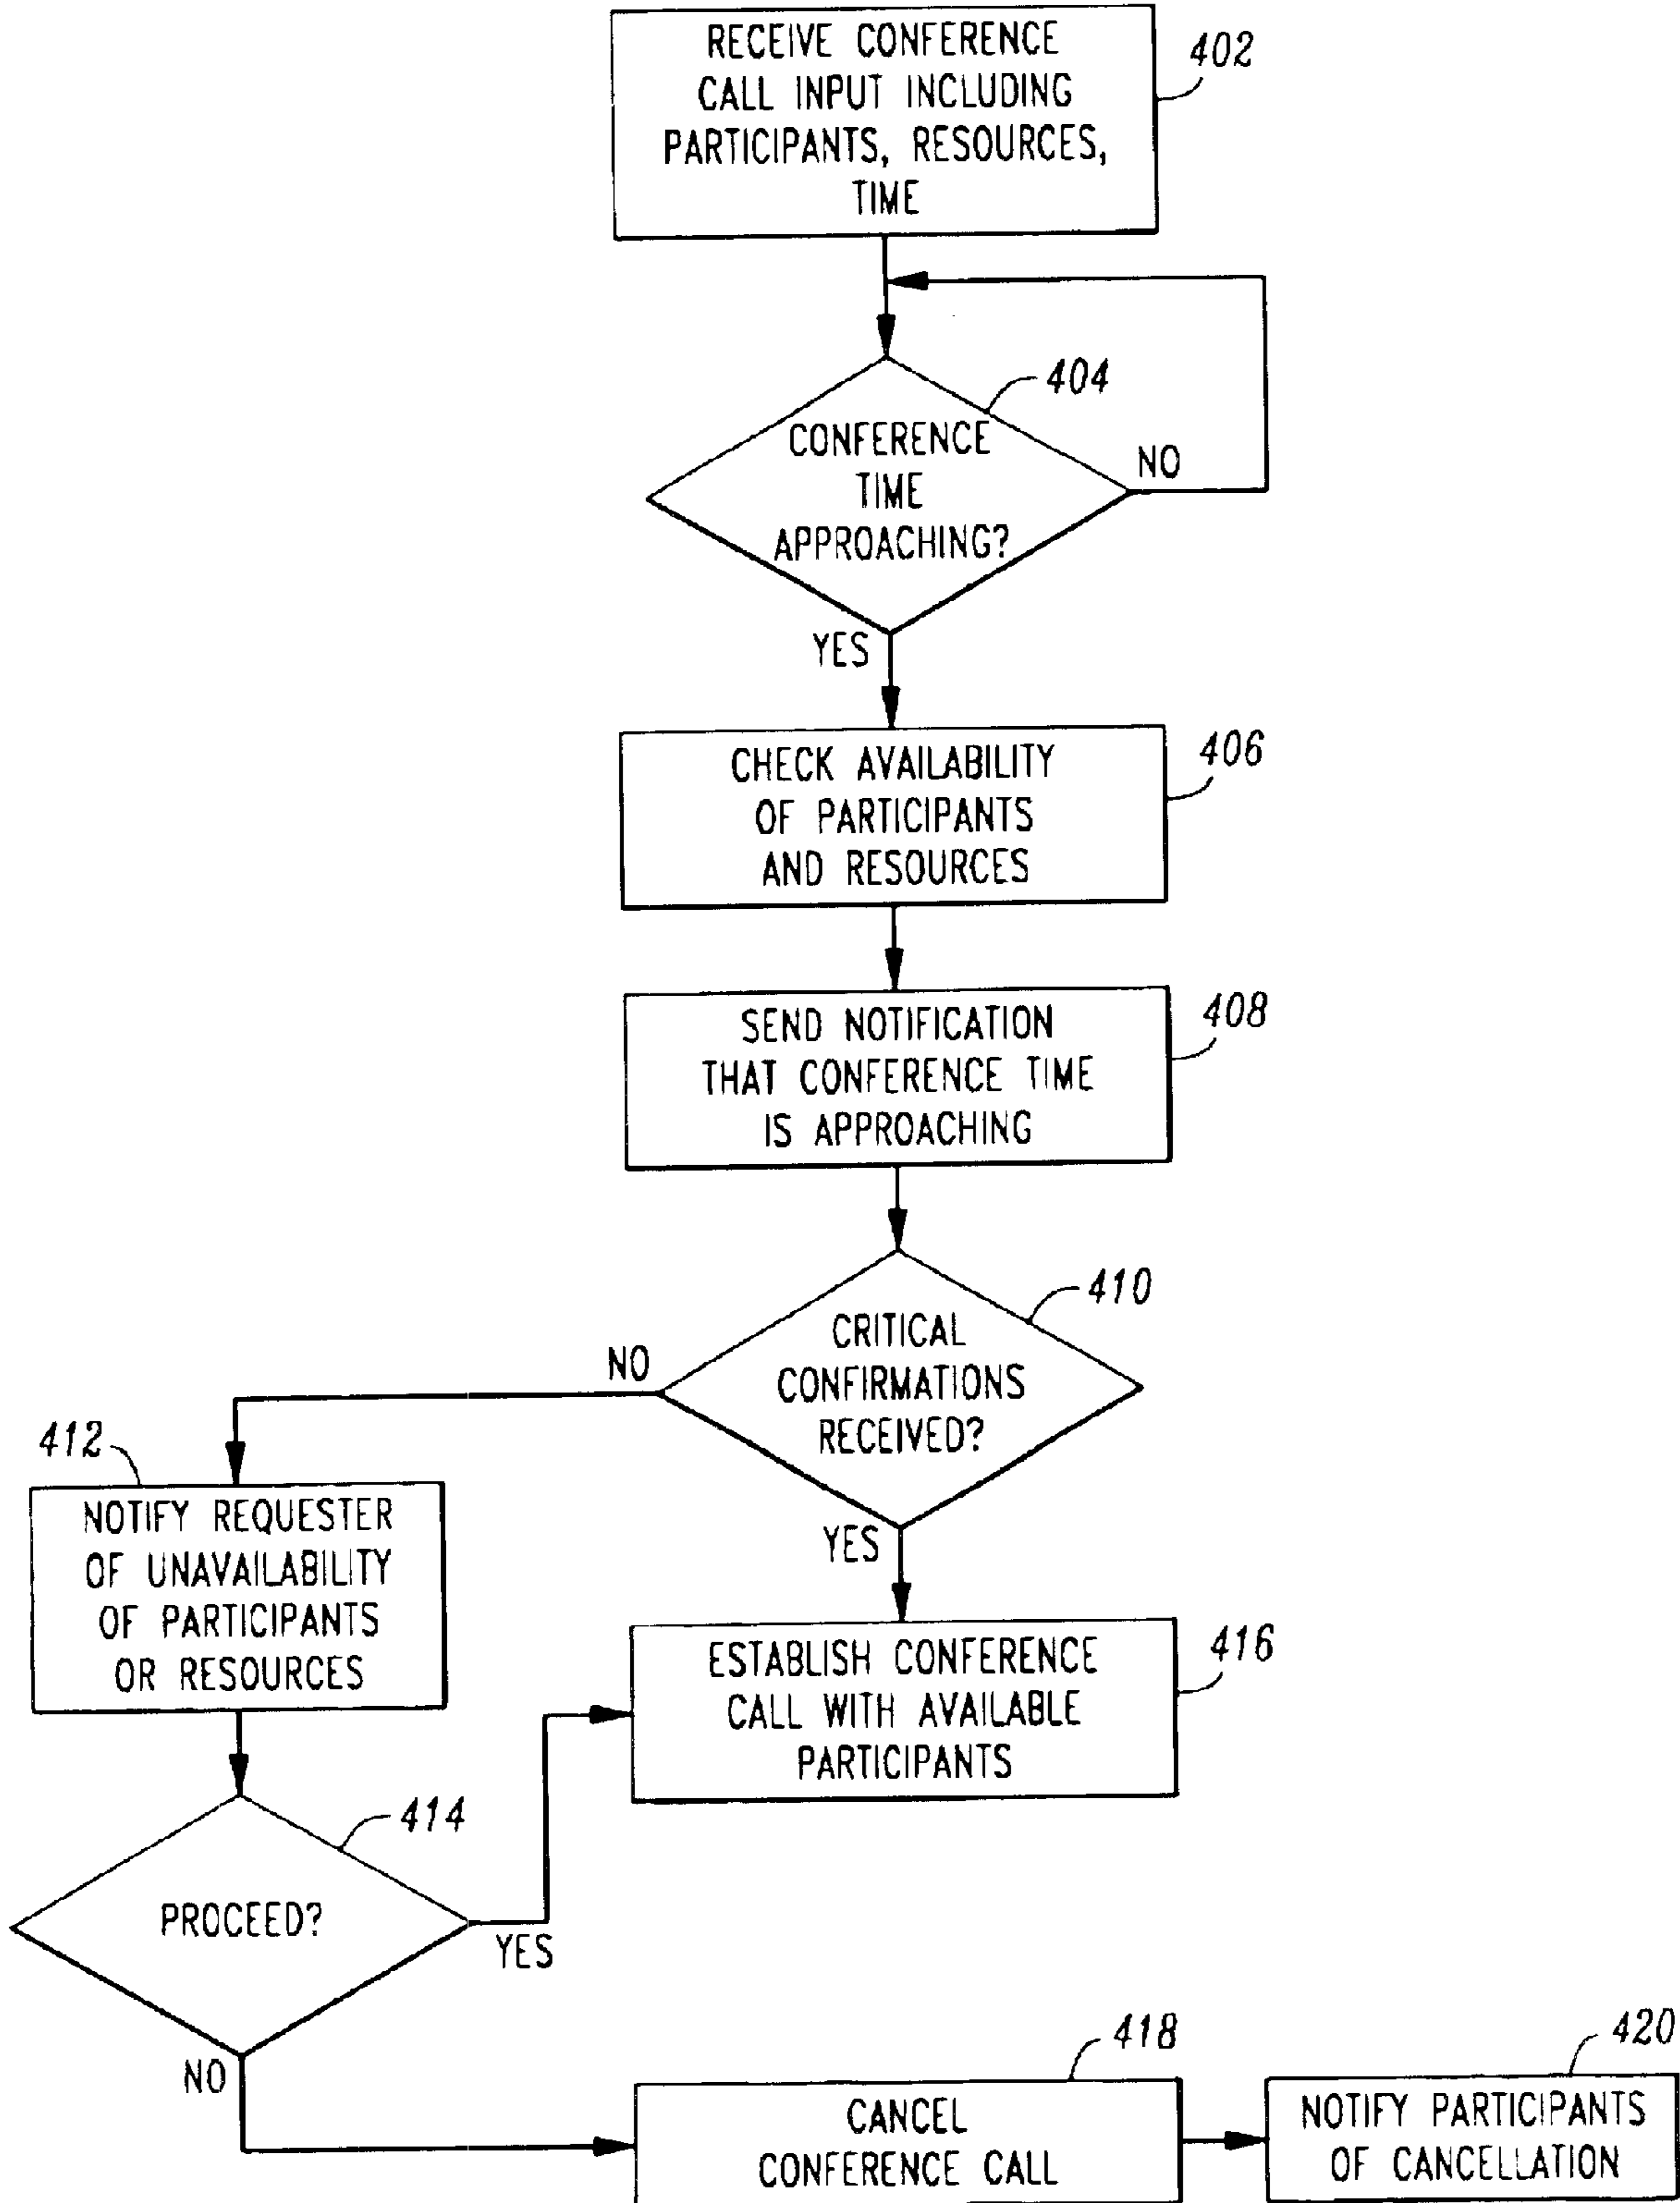 RECEIVE CONFERENCE
CALL INPUT INCLUDING
PARTICIPANTS, RESOURCES,
TIME
402
404
CONFERENCE
TIME
APPROACHING?
NO
YES
CHECK AVAILABILITY
OF PARTICIPANTS
AND RESOURCES
406
SEND NOTIFICATION
THAT CONFERENCE TIME
IS APPROACHING
408
410
CRITICAL
CONFIRMATIONS
RECEIVED?
NO
YES
412
NOTIFY REQUESTER
OF UNAVAILABILITY
OF PARTICIPANTS
OR RESOURCES
ESTABLISH CONFERENCE
CALL WITH AVAILABLE
PARTICIPANTS
416
414
PROCEED?
YES
NO
418
CANCEL
CONFERENCE CALL
420
NOTIFY PARTICIPANTS
OF CANCELLATION